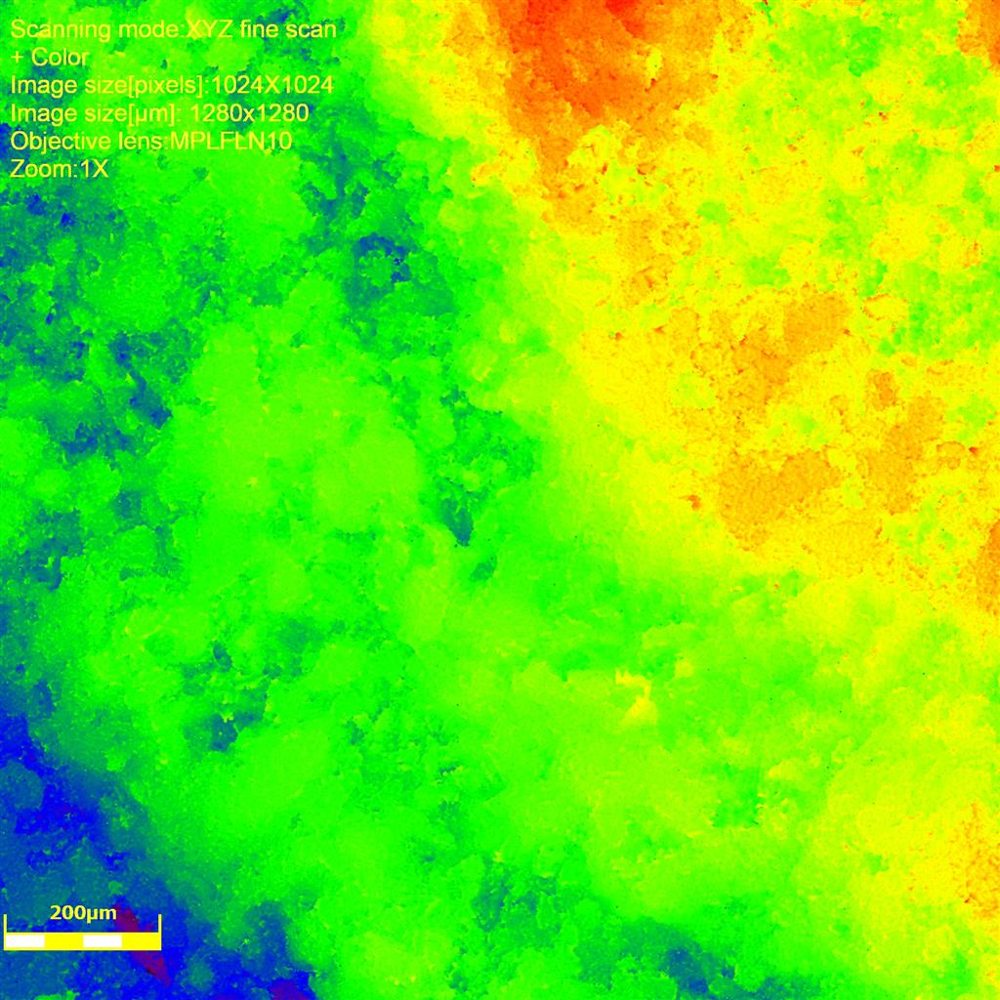 Scanning mode:XYZ fine scan
+ Color
Image size[pixels]:1024X1024
Image size[µm]: 1280x1280
Objective lens:MPLFLN10
Zoom:1X
200µm